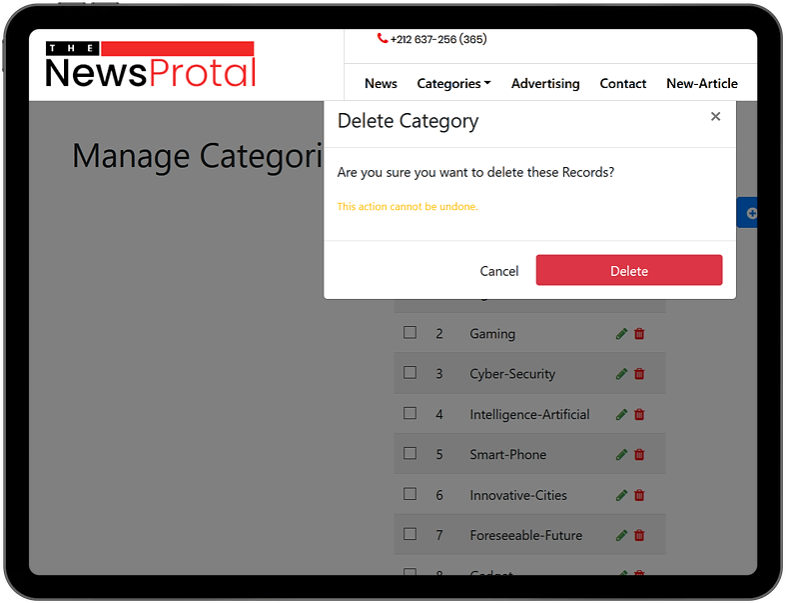 THE
NewsProtal
+212 637-256 (365)
News Categories Advertising Contact New-Article
Delete Category ×
Manage Categori
Are you sure you want to delete these Records?
This action cannot be undone.
Cancel Delete
2 Gaming
3 Cyber-Security
4 Intelligence-Artificial
5 Smart-Phone
6 Innovative-Cities
7 Foreseeable-Future
8 Gadget